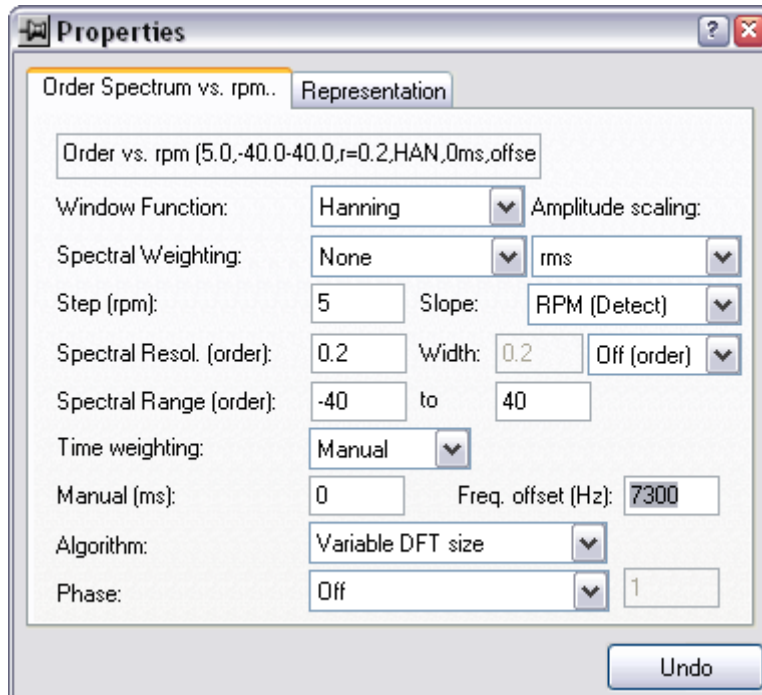 Properties
Order Spectrum vs. rpm.. Representation
Order vs. rpm (5.0,-40.0-40.0,r=0.2,HAN,0ms,offse
Window Function: Hanning Amplitude scaling:
Spectral Weighting: None rms
Step (rpm): 5 Slope: RPM (Detect)
Spectral Resol. (order): 0.2 Width: 0.2 Off (order)
Spectral Range (order): -40 to 40
Time weighting: Manual
Manual (ms): 0 Freq. offset (Hz): 7300
Algorithm: Variable DFT size
Phase: Off 1
Undo